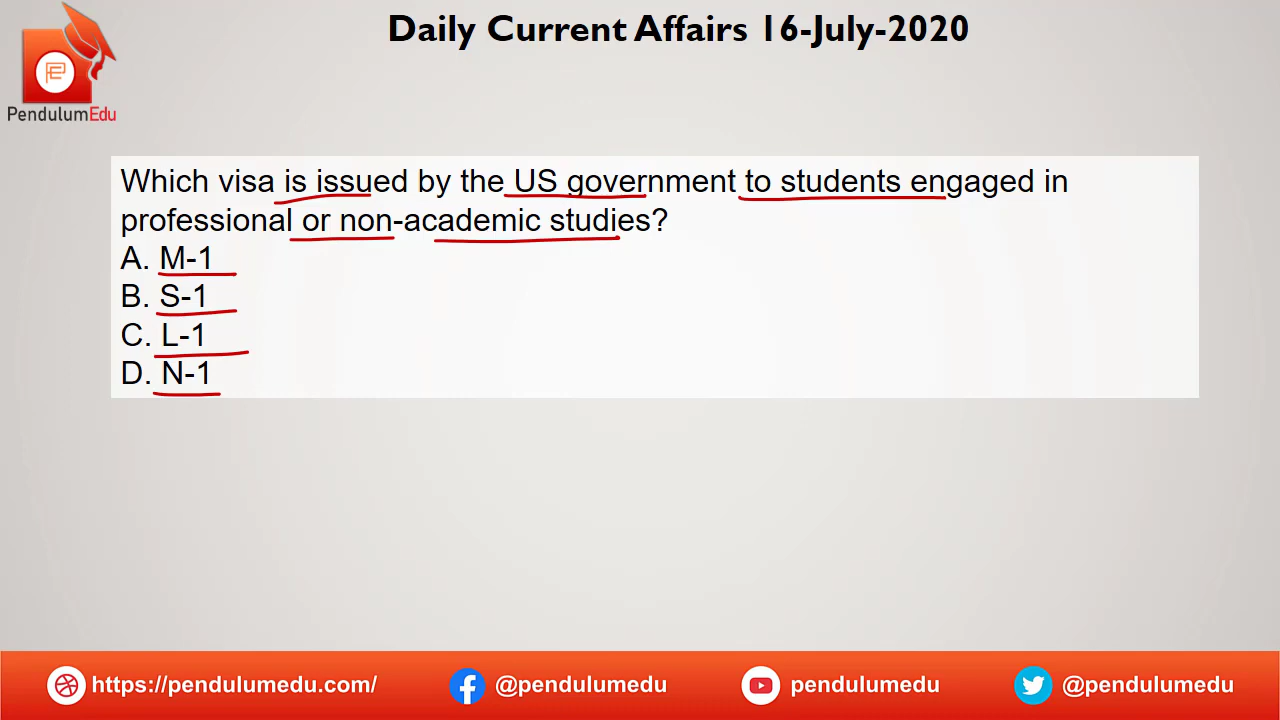 Daily Current Affairs 16-July-2020
PendulumEdu
Which visa is issued by the US government to students engaged in
professional or non-academic studies?
A. M-1
B. S-1
C. L-1
D. N-1
https://pendulumedu.com/
@pendulumedu
pendulumedu
@pendulumedu